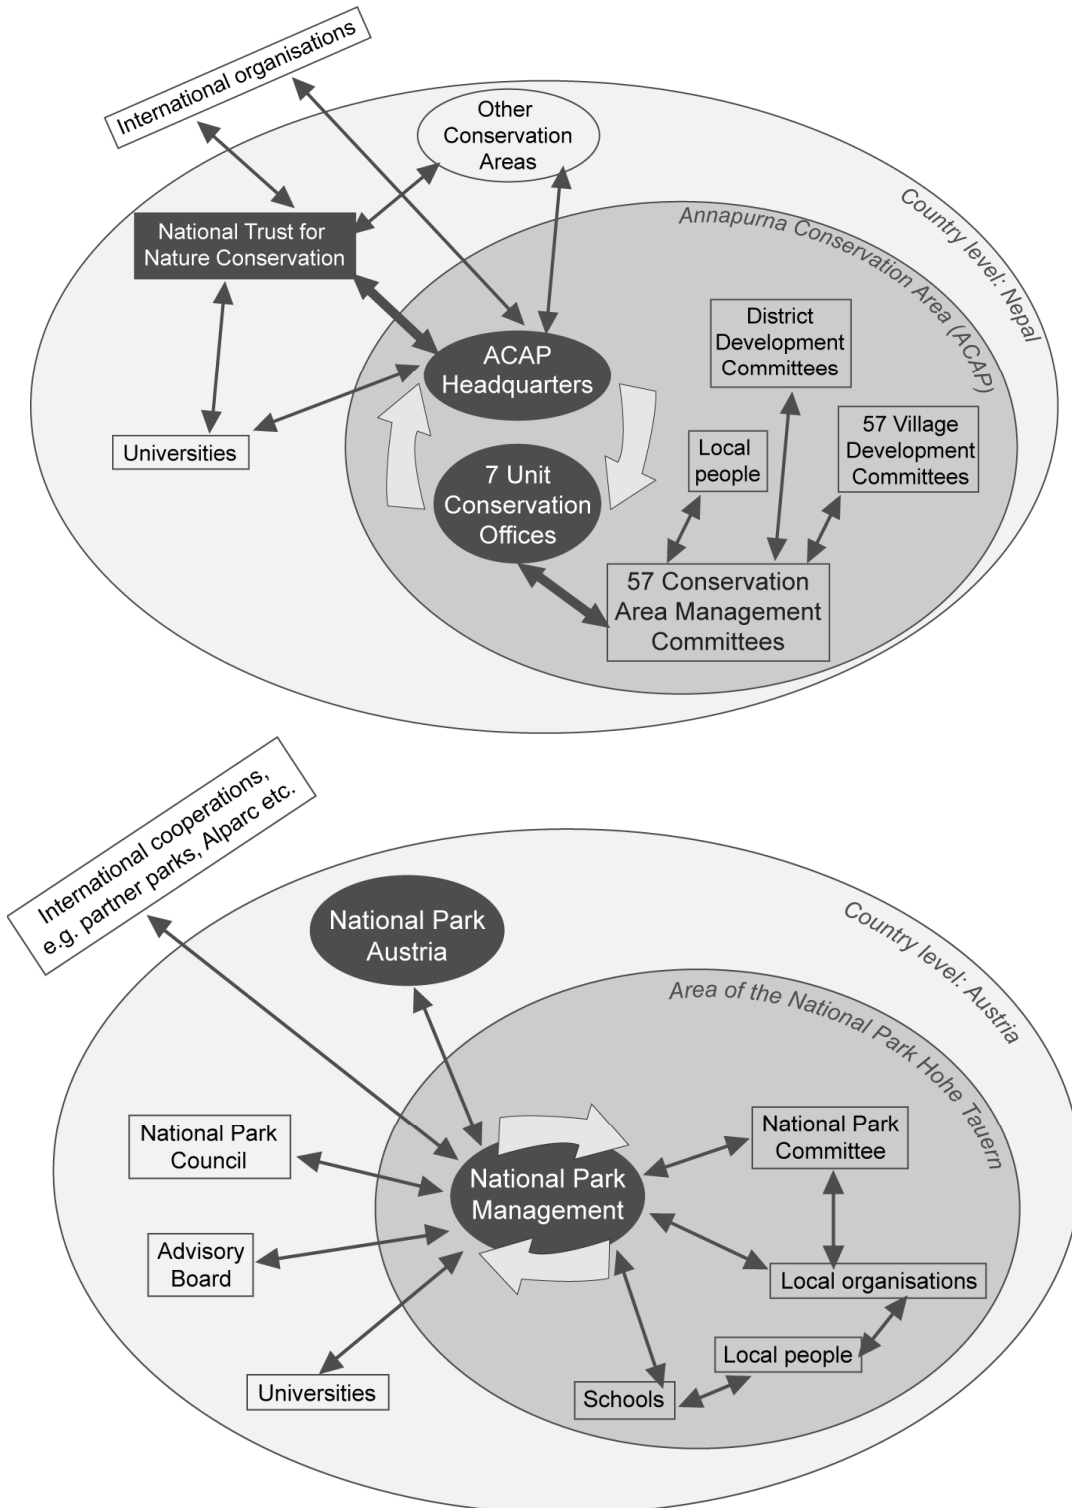 International organisations
Other
Conservation
Areas
Country level: Nepal
Annapurna Conservation Area (ACAP)
National Trust for
Nature Conservation
District
Development
Committees
ACAP
Headquarters
57 Village
Development
Committees
Local
people
Universities
7 Unit
Conservation
Offices
57 Conservation
Area Management
Committees
International cooperations,
e.g. partner parks, Alparc etc.
National Park
Austria
Country level: Austria
Area of the National Park Hohe Tauern
National Park
Council
National Park
Committee
National Park
Management
Advisory
Board
Local organisations
Local people
Universities
Schools